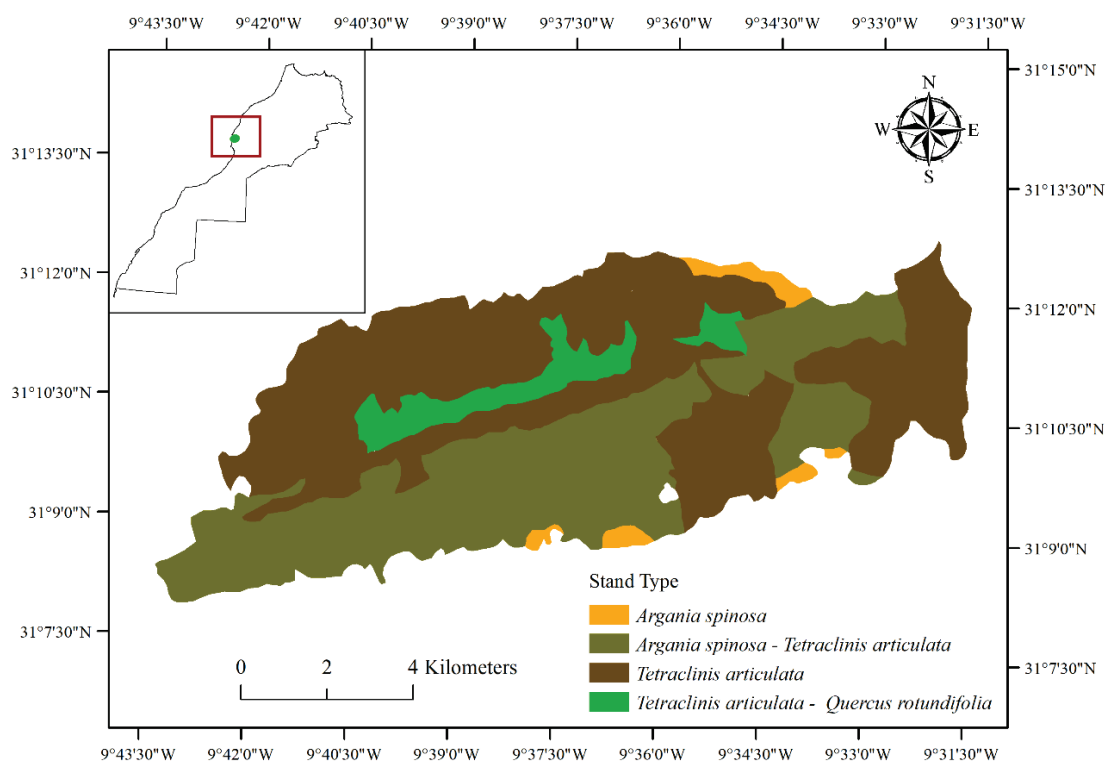 9°43'30"W 9°42'0"W 9°40'30"W 9°39'0"W 9°37'30"W 9°36'0"W 9°34'30"W 9°33'0"W 9°31'30"W
31°15'0"N
N
W E
S
31°13'30"N
31°13'30"N
31°12'0"N
31°12'0"N
31°10'30"N
31°10'30"N
31°9'0"N
31°9'0"N
Stand Type
Argania spinosa
31°7'30"N
Argania spinosa - Tetraclinis articulata
0 2 4 Kilometers
Tetraclinis articulata
31°7'30"N
Tetraclinis articulata - Quercus rotundifolia
9°43'30"W 9°42'0"W 9°40'30"W 9°39'0"W 9°37'30"W 9°36'0"W 9°34'30"W 9°33'0"W 9°31'30"W